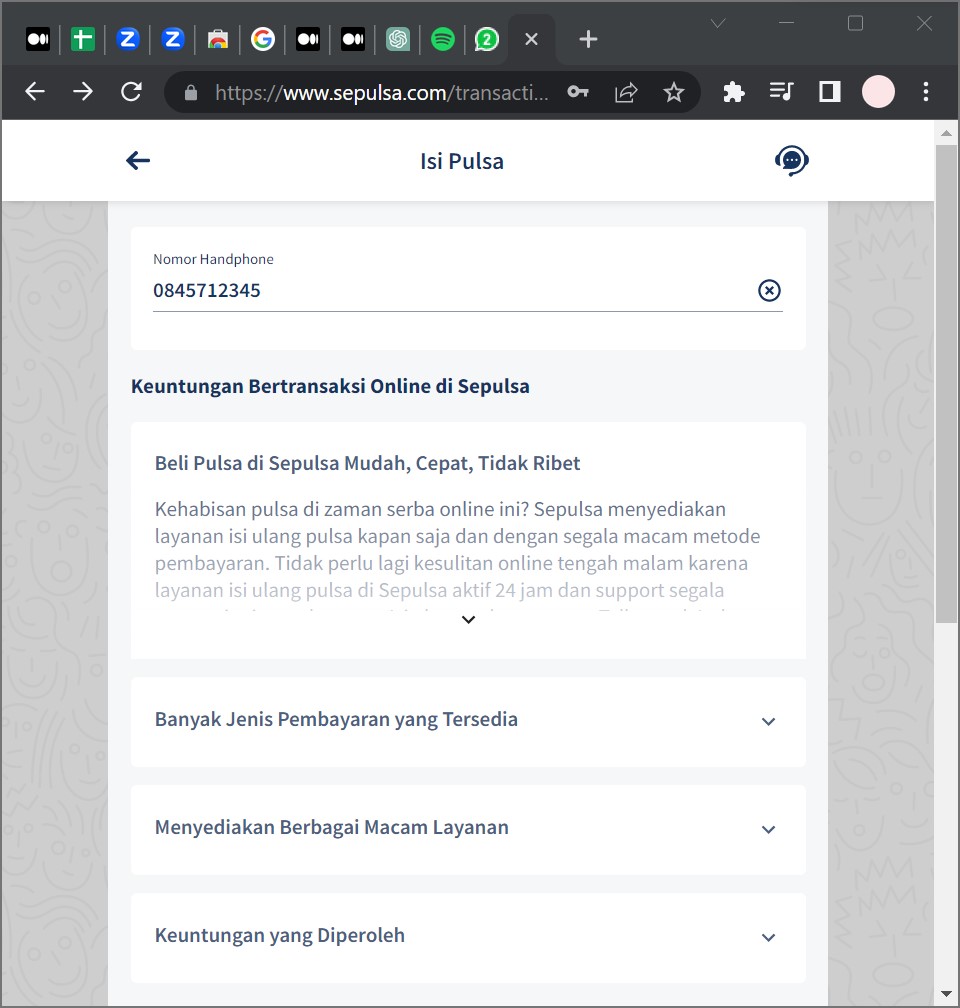 2
https://www.sepulsa.com/transacti...
Isi Pulsa
Nomor Handphone
0845712345
Keuntungan Bertransaksi Online di Sepulsa
Beli Pulsa di Sepulsa Mudah, Cepat, Tidak Ribet
Kehabisan pulsa di zaman serba online ini? Sepulsa menyediakan
layanan isi ulang pulsa kapan saja dan dengan segala macam metode
pembayaran. Tidak perlu lagi kesulitan online tengah malam karena
layanan isi ulang pulsa di Sepulsa aktif 24 jam dan support segala
Banyak Jenis Pembayaran yang Tersedia
Menyediakan Berbagai Macam Layanan
Keuntungan yang Diperoleh